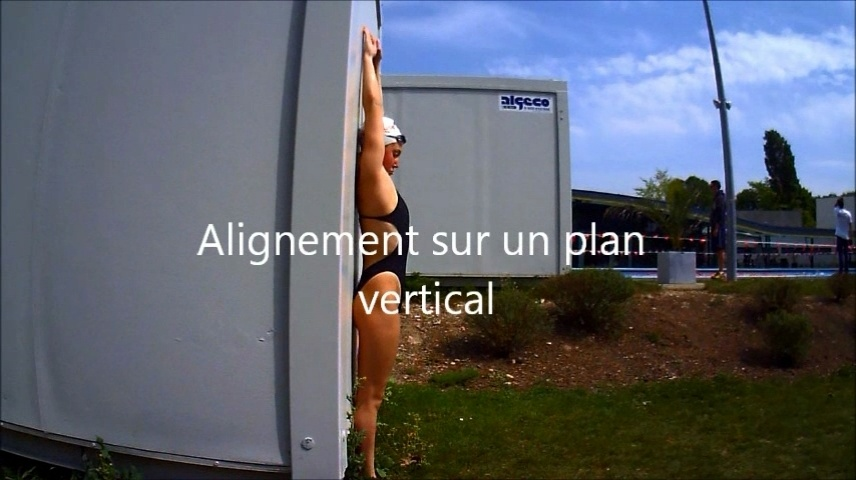 algeco
Alignement sur un plan
vertical